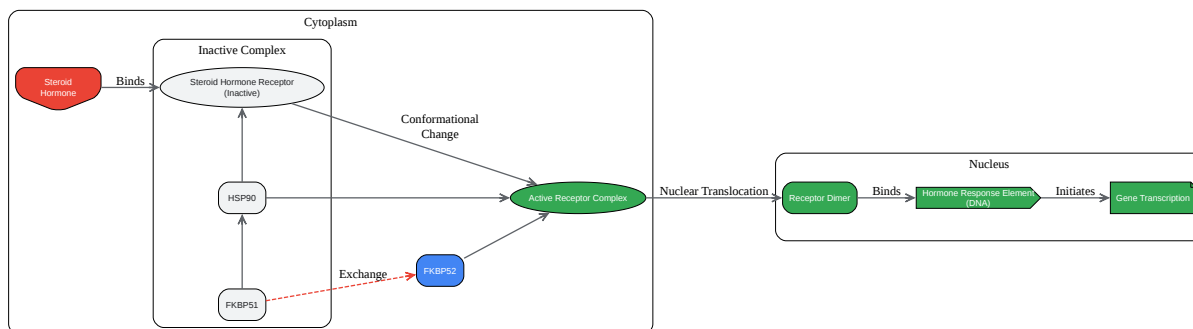 Cytoplasm
Inactive Complex
Steroid
Hormone
Binds
Steroid Hormone Receptor
(Inactive)
Conformational
Change
HSP90
Active Receptor Complex
FKBP51
Exchange
FKBP52
Nuclear Translocation
Nucleus
Receptor Dimer
Binds
Hormone Response Element
(DNA)
Initiates
Gene Transcription